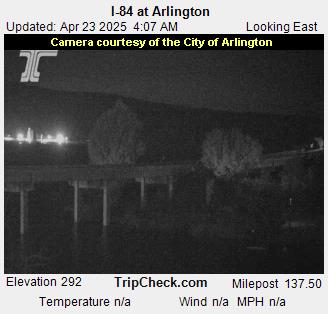 I-84 at Arlington
Updated: Apr 23 2025 4:07 AM Looking East
Camera courtesy of the City of Arlington
Elevation 292 TripCheck.com Milepost 137.50
Temperature n/a Wind n/a MPH n/a